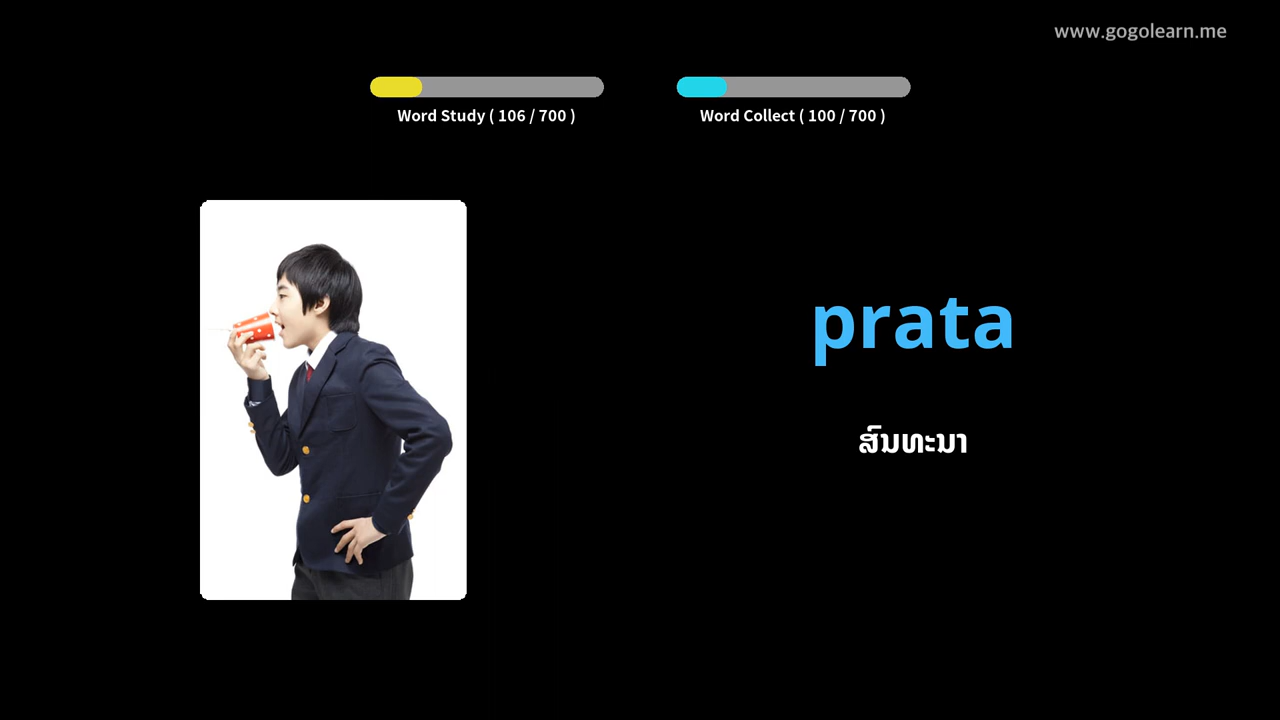 www.gogolearn.me
Word Study ( 106 / 700 )
Word Collect ( 100 / 700 )
prata
ສົນທະນາ